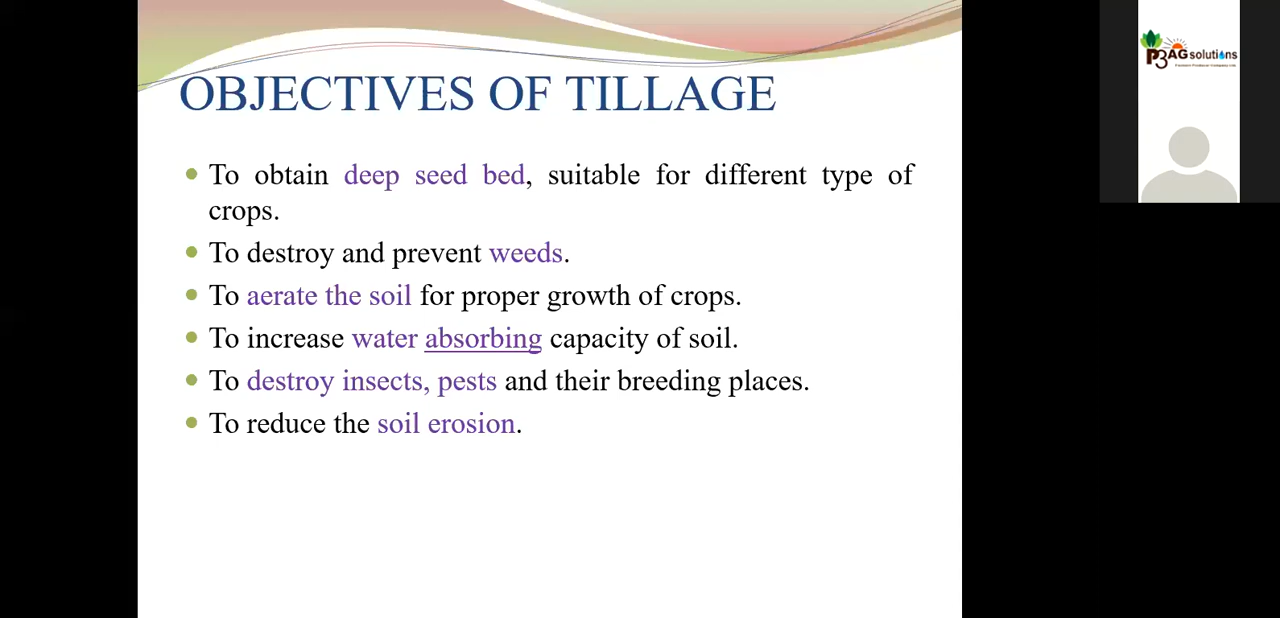 OBJECTIVES OF TILLAGE
To obtain deep seed bed, suitable for different type of
crops.
To destroy and prevent weeds.
To aerate the soil for proper growth of crops.
To increase water absorbing capacity of soil.
To destroy insects, pests and their breeding places.
To reduce the soil erosion.
P3AGsolutions